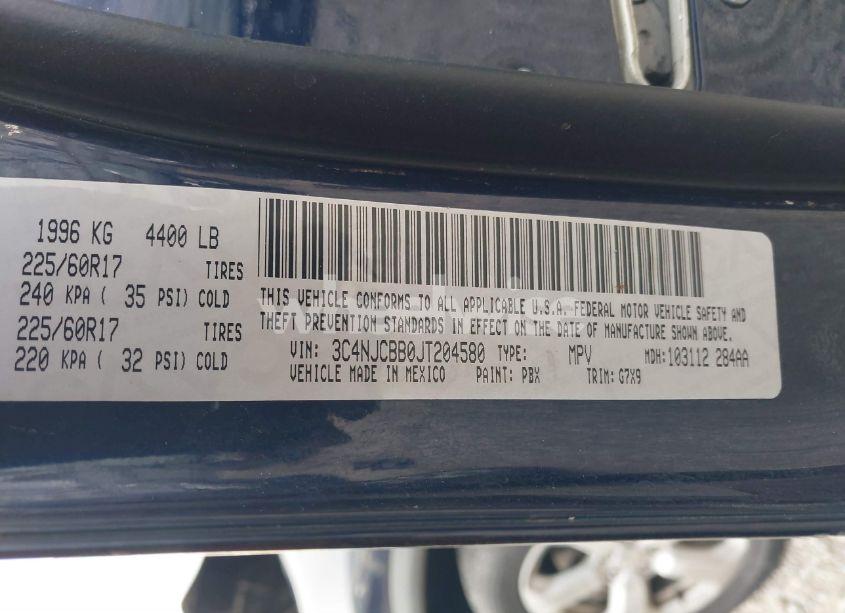 1996 KG 4400 LB
225/60R17 TIRES
240 KPA ( 35 PSI) COLD
225/60R17 TIRES
220 KPA ( 32 PSI) COLD
THIS VEHICLE CONFORMS TO ALL APPLICABLE U.S.A. FEDERAL MOTOR VEHICLE SAFETY AND
THEFT PREVENTION STANDARDS IN EFFECT ON THE DATE OF MANUFACTURE SHOWN ABOVE.
VIN: 3C4NJCBB0JT204580 TYPE: MPV MDH:103112 284AA
VEHICLE MADE IN MEXICO PAINT: PBX TRIM: G7X9